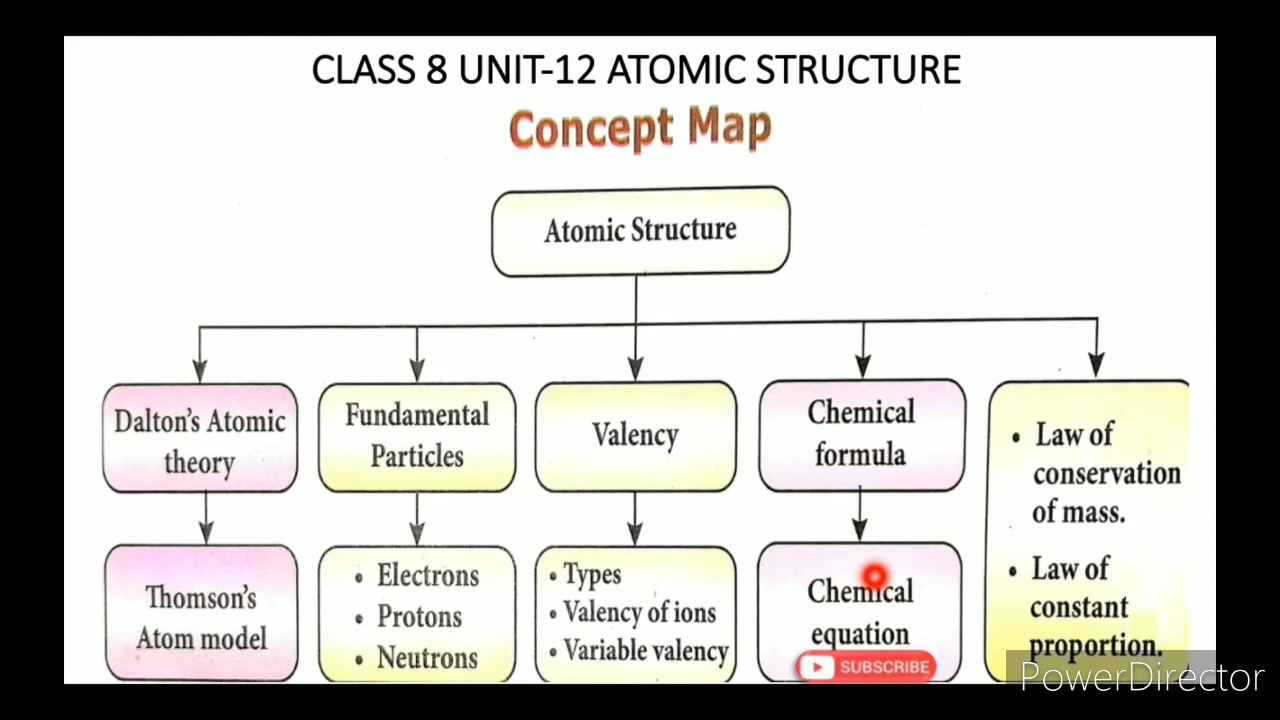 CLASS 8 UNIT-12 ATOMIC STRUCTURE
Concept Map
Atomic Structure
Dalton's Atomic
theory
Fundamental
Particles
Valency
Chemical
formula
• Law of
conservation
of mass.
• Law of
constant
proportion.
Thomson's
Atom model
• Electrons
• Protons
• Neutrons
• Types
• Valency of ions
• Variable valency
Chemical
equation
SUBSCRIBE
PowerDirector